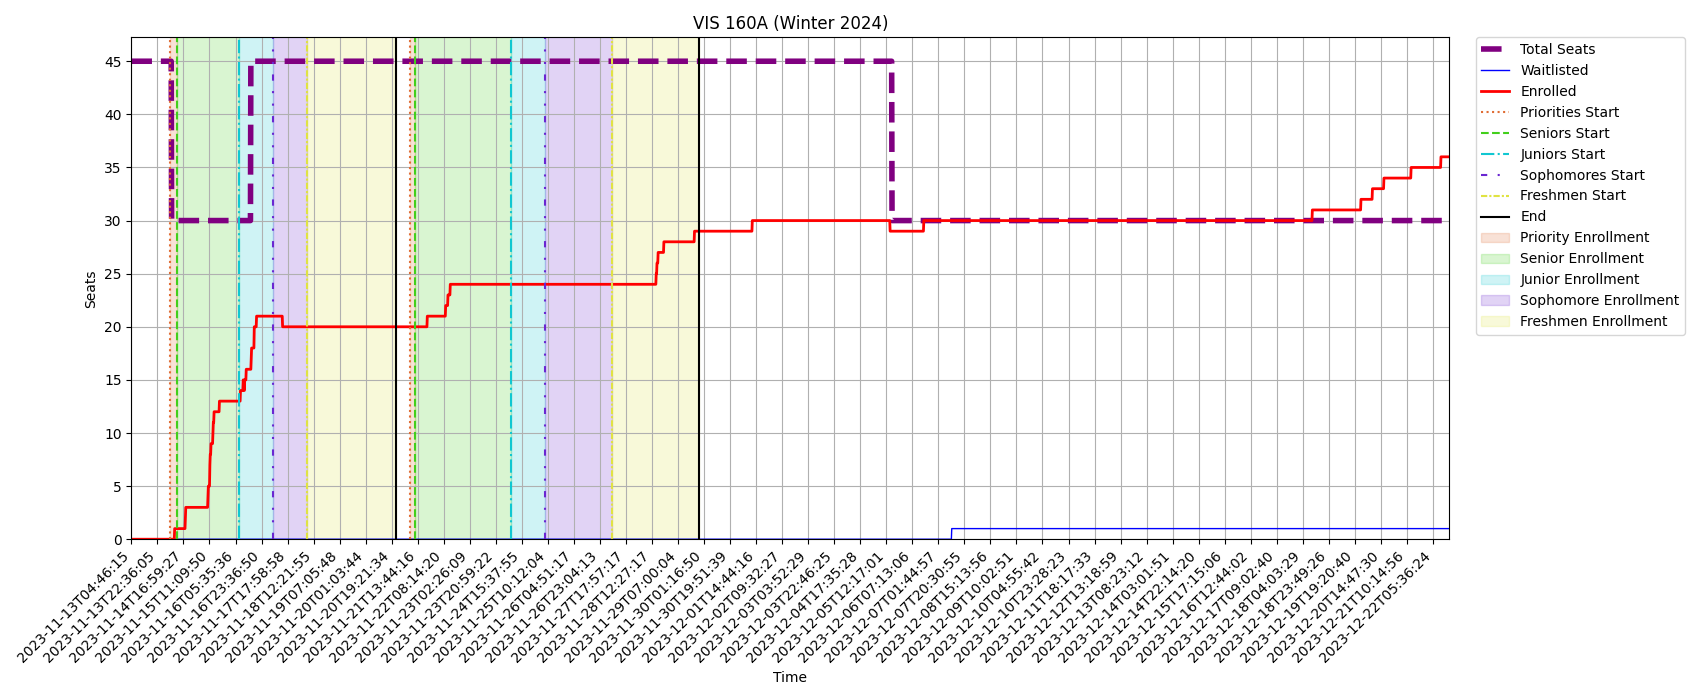 VIS 160A (Winter 2024)
Seats
45
40
35
30
25
20
15
10
5
0
2023-11-13T04:46:15
2023-11-13T22:36:05
2023-11-14T16:59:27
2023-11-15T11:09:50
2023-11-16T05:35:36
2023-11-16T23:36:50
2023-11-17T17:58:58
2023-11-18T12:21:55
2023-11-19T07:05:48
2023-11-20T01:03:44
2023-11-20T19:21:34
2023-11-21T13:44:16
2023-11-22T08:14:20
2023-11-23T02:26:09
2023-11-23T20:59:22
2023-11-24T15:37:55
2023-11-25T10:12:04
2023-11-26T04:51:17
2023-11-26T23:04:13
2023-11-27T17:57:17
2023-11-28T12:27:17
2023-11-29T07:00:04
2023-11-30T01:16:50
2023-11-30T19:51:39
2023-12-01T14:44:16
2023-12-02T09:32:27
2023-12-03T03:52:29
2023-12-03T22:46:25
2023-12-04T17:35:28
2023-12-05T12:17:01
2023-12-06T07:13:06
2023-12-07T01:44:57
2023-12-07T20:30:55
2023-12-08T15:13:56
2023-12-09T10:02:51
2023-12-10T04:55:42
2023-12-10T23:28:23
2023-12-11T18:17:33
2023-12-12T13:18:59
2023-12-13T08:23:12
2023-12-14T03:01:51
2023-12-14T22:14:20
2023-12-15T17:15:06
2023-12-16T12:44:02
2023-12-17T09:02:40
2023-12-18T04:03:29
2023-12-18T23:49:26
2023-12-19T19:20:40
2023-12-20T14:47:30
2023-12-21T10:14:56
2023-12-22T05:36:24
Time
Total Seats
Waitlisted
Enrolled
Priorities Start
Seniors Start
Juniors Start
Sophomores Start
Freshmen Start
End
Priority Enrollment
Senior Enrollment
Junior Enrollment
Sophomore Enrollment
Freshmen Enrollment